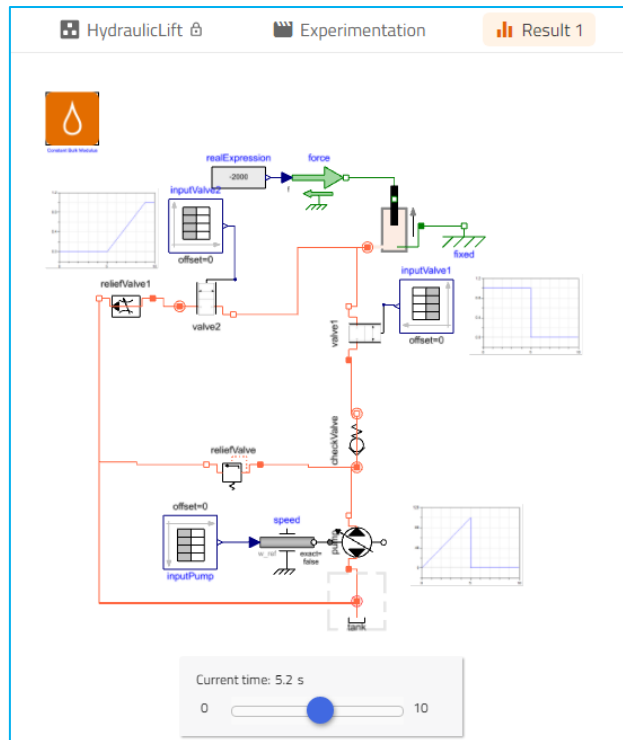 HydraulicLift
Experimentation
Result 1
Constant Bulk Modulus
realExpression
-2000
force
f
inputValve2
offset=0
fixed
inputValve1
offset=0
reliefValve1
valve2
valve1
checkValve
reliefValve
offset=0
speed
w_ref
exact=
false
pump
inputPump
tank
Current time: 5.2 s
0
10